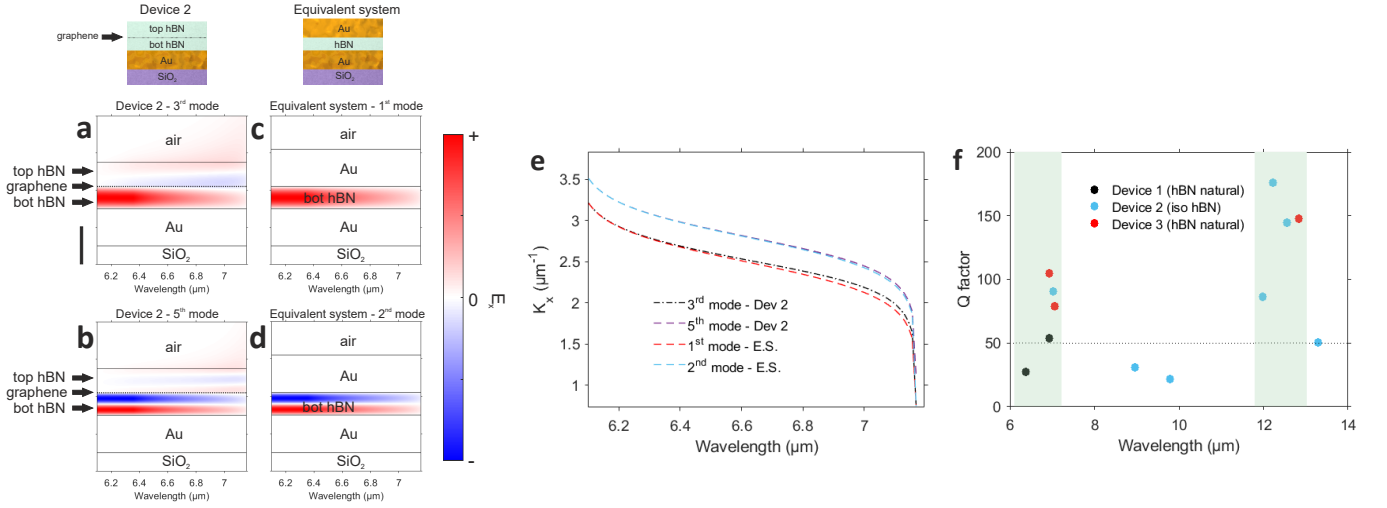 Device 2
top hBN
graphene
bot hBN
Au
SiO₂
Equivalent system
Au
hBN
Au
SiO₂
a
Device 2 - 3rd mode
air
top hBN
graphene
bot hBN
Au
SiO₂
6.2 6.4 6.6 6.8 7
Wavelength (µm)
c
Equivalent system - 1st mode
air
Au
bot hBN
Au
SiO₂
6.2 6.4 6.6 6.8 7
Wavelength (µm)
b
Device 2 - 5th mode
air
top hBN
graphene
bot hBN
Au
SiO₂
6.2 6.4 6.6 6.8 7
Wavelength (µm)
d
Equivalent system - 2nd mode
air
Au
bot hBN
Au
SiO₂
6.2 6.4 6.6 6.8 7
Wavelength (µm)
+
0
-
Eₓ
e
3.5
3
2.5
2
1.5
1
Kₓ (µm⁻¹)
3rd mode - Dev 2
5th mode - Dev 2
1st mode - E.S.
2nd mode - E.S.
6.2 6.4 6.6 6.8 7
Wavelength (µm)
f
200
150
100
50
0
Q factor
Device 1 (hBN natural)
Device 2 (iso hBN)
Device 3 (hBN natural)
6 8 10 12 14
Wavelength (µm)